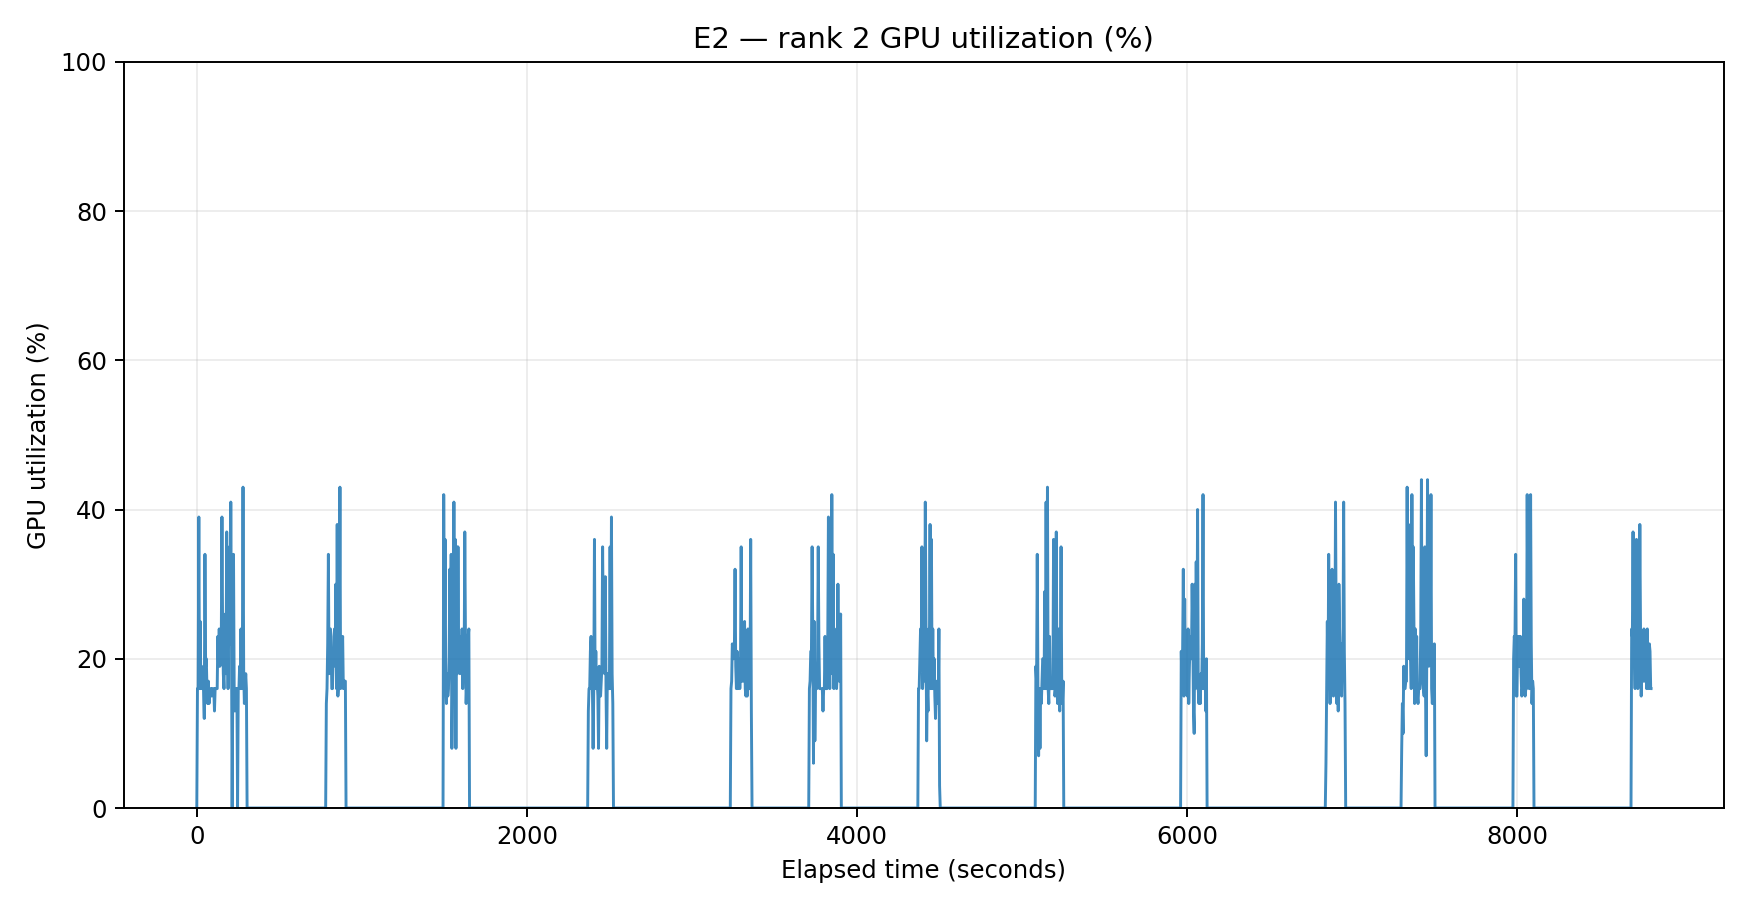 E2 — rank 2 GPU utilization (%)
100
80
60
40
20
0
GPU utilization (%)
0 2000 4000 6000 8000
Elapsed time (seconds)